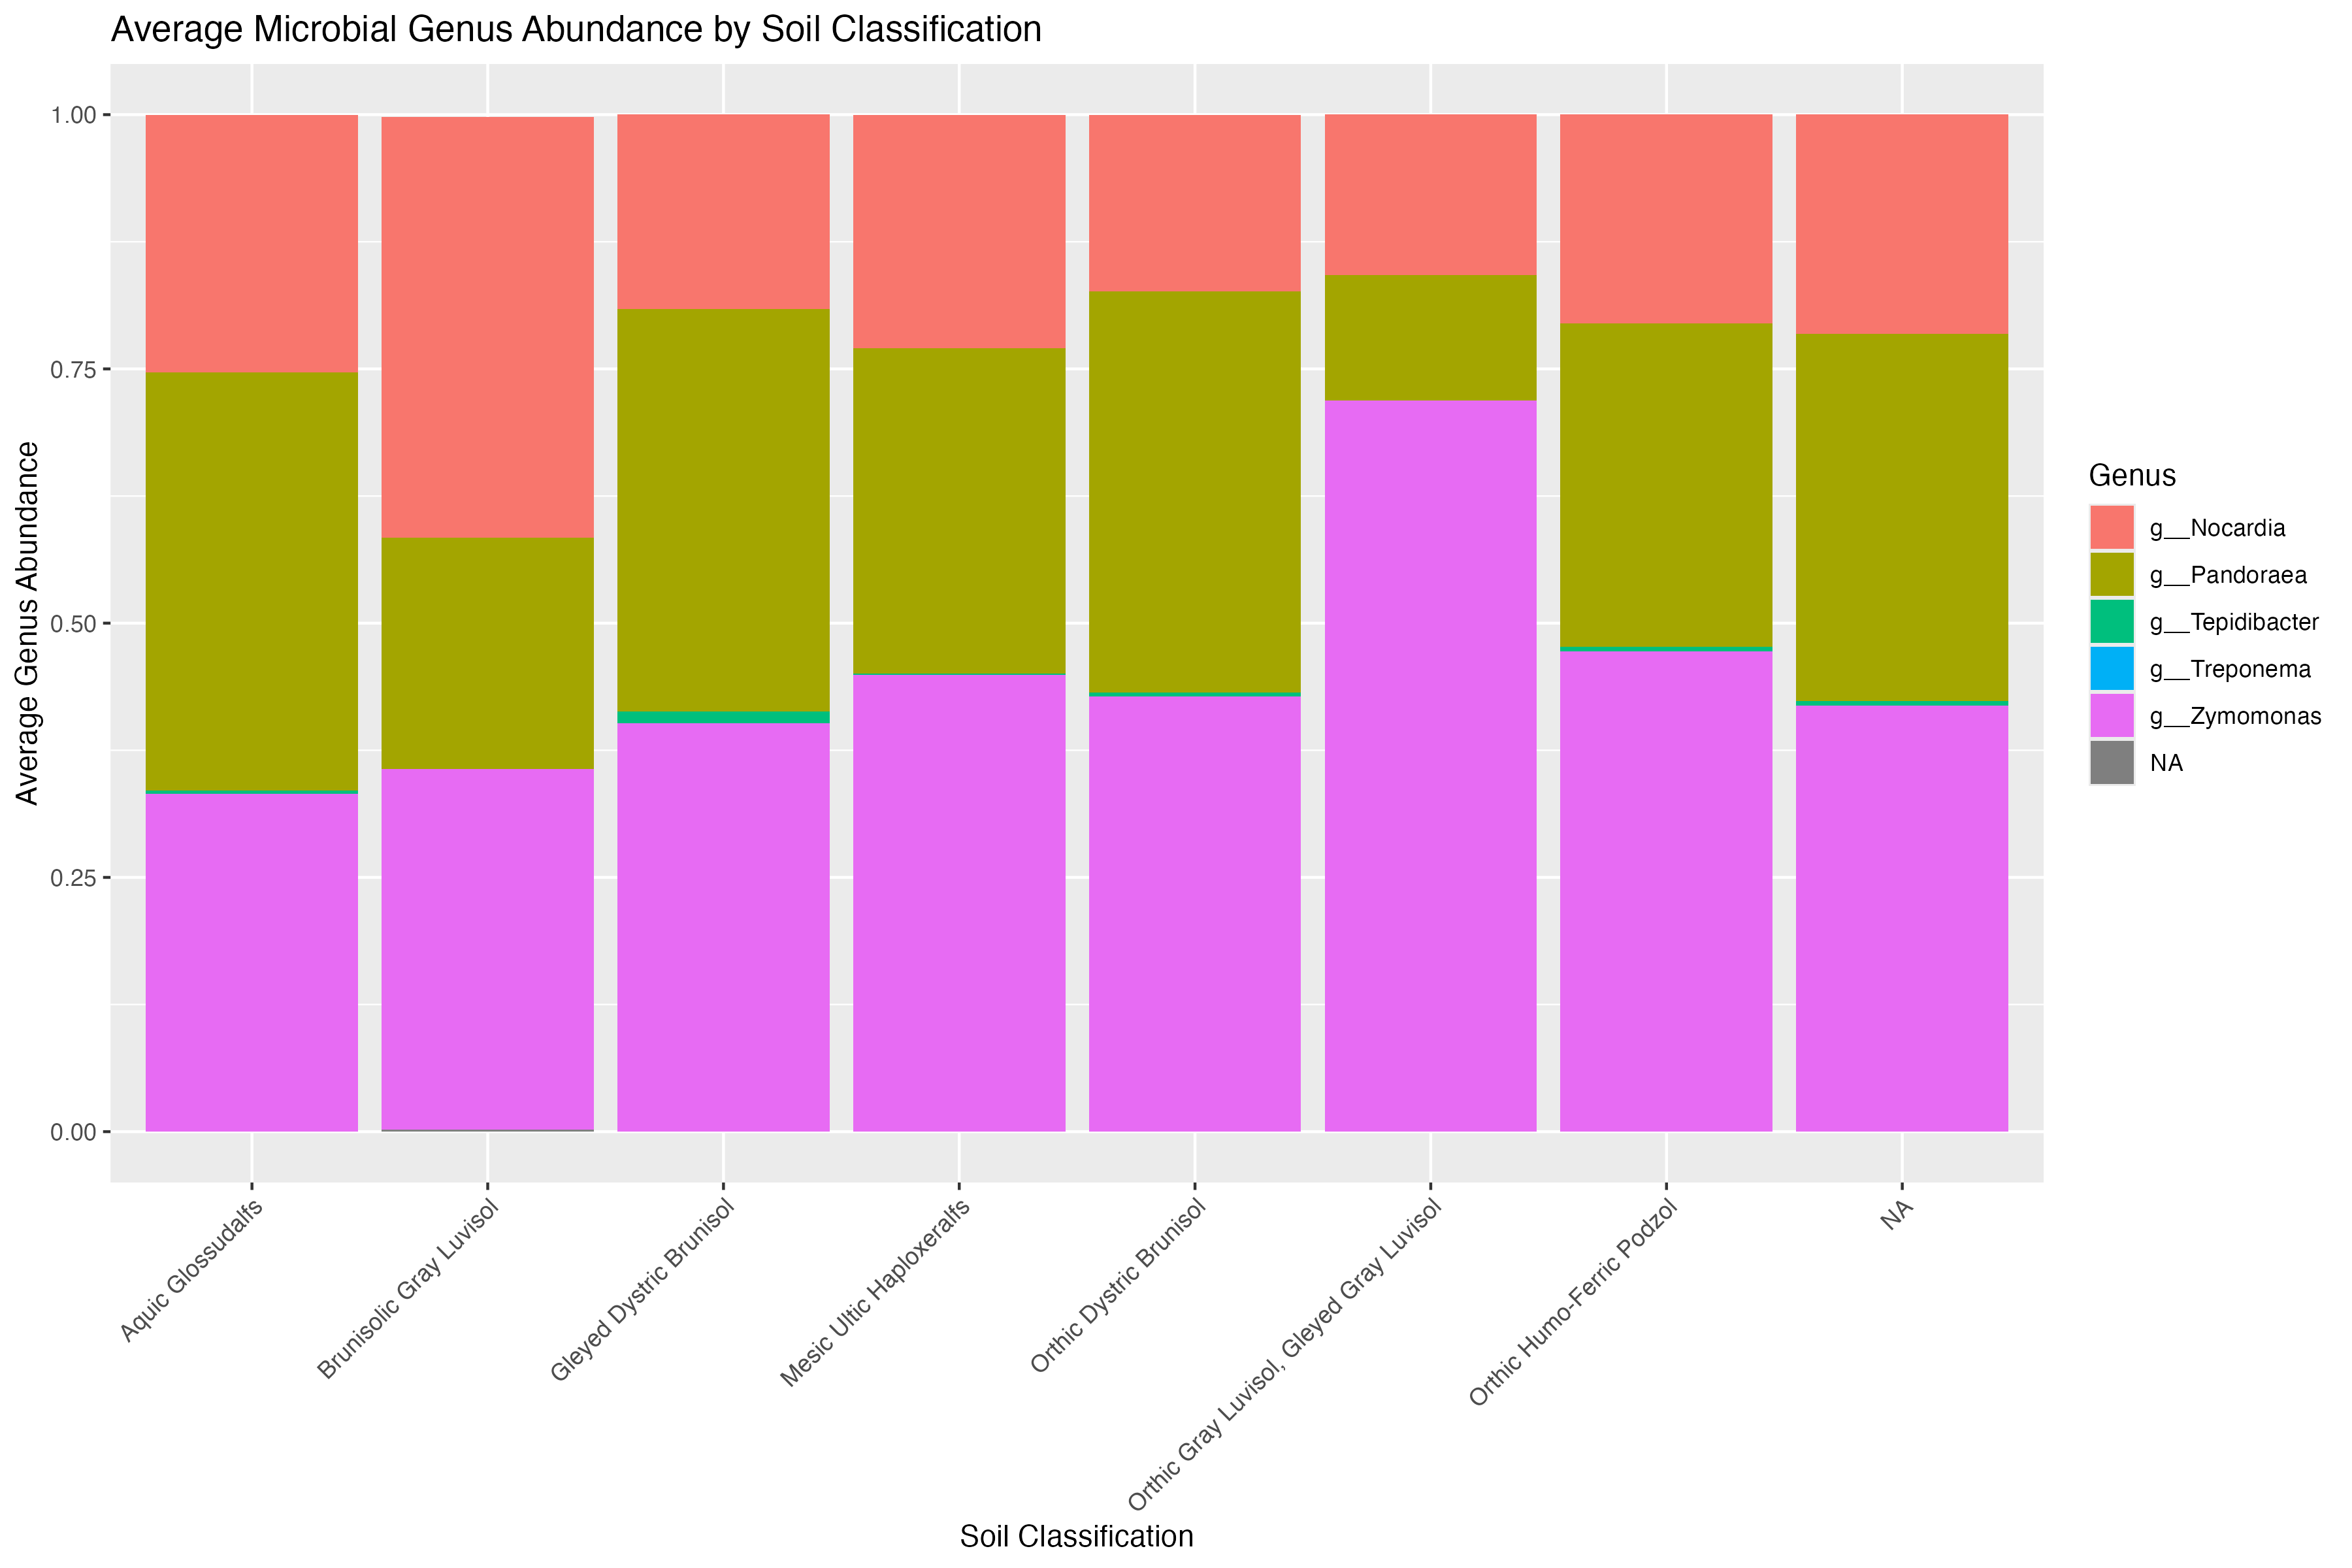 Average Microbial Genus Abundance by Soil Classification
Average Genus Abundance
1.00
0.75
0.50
0.25
0.00
Aquic Glossudalfs
Brunisolic Gray Luvisol
Gleyed Dystric Brunisol
Mesic Ultic Haploxeralfs
Orthic Dystric Brunisol
Orthic Gray Luvisol, Gleyed Gray Luvisol
Orthic Humo-Ferric Podzol
NA
Soil Classification
Genus
g__Nocardia
g__Pandoraea
g__Tepidibacter
g__Treponema
g__Zymomonas
NA